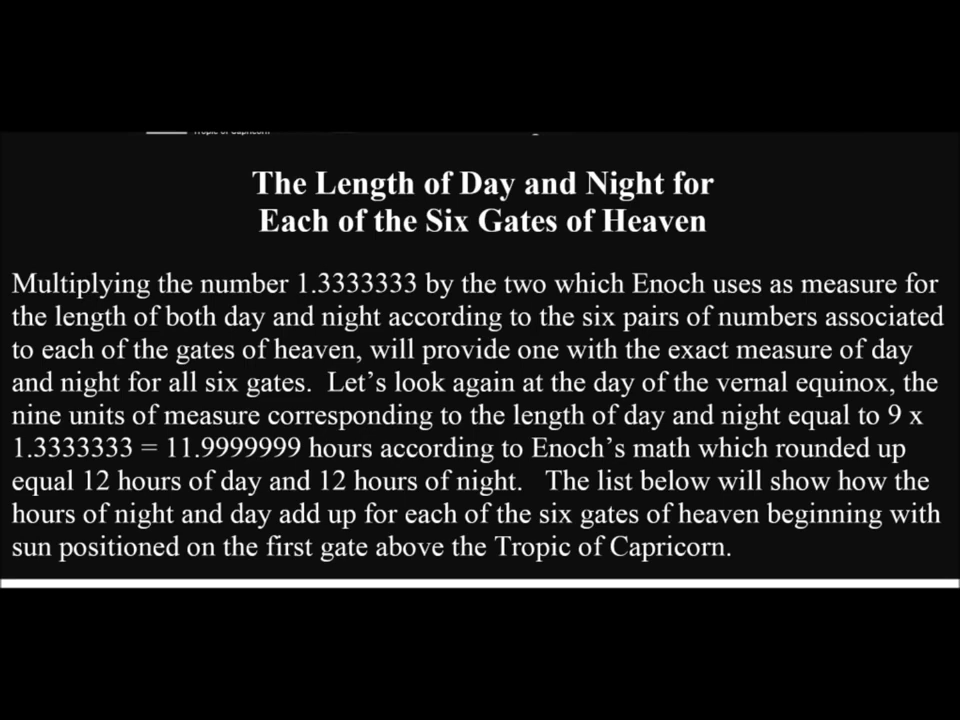 Tropic of Capricorn
The Length of Day and Night for
Each of the Six Gates of Heaven
Multiplying the number 1.3333333 by the two which Enoch uses as measure for
the length of both day and night according to the six pairs of numbers associated
to each of the gates of heaven, will provide one with the exact measure of day
and night for all six gates.  Let’s look again at the day of the vernal equinox, the
nine units of measure corresponding to the length of day and night equal to 9 x
1.3333333 = 11.9999999 hours according to Enoch’s math which rounded up
equal 12 hours of day and 12 hours of night.   The list below will show how the
hours of night and day add up for each of the six gates of heaven beginning with
sun positioned on the first gate above the Tropic of Capricorn.